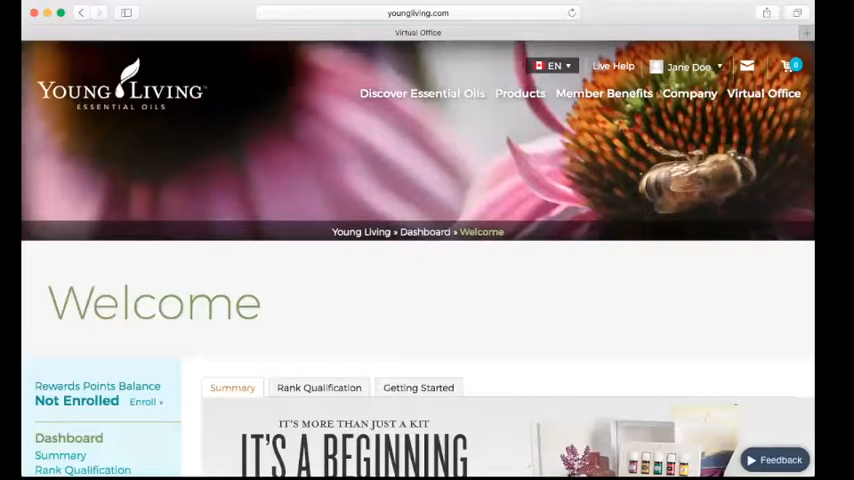 youngliving.com
Virtual Office
EN
Live Help
Jane Doe
0
YOUNG LIVING
ESSENTIAL OILS
Discover Essential Oils
Products
Member Benefits
Company
Virtual Office
Young Living » Dashboard » Welcome
Welcome
Rewards Points Balance
Not Enrolled
Enroll »
Dashboard
Summary
Rank Qualification
Summary
Rank Qualification
Getting Started
IT'S MORE THAN JUST A KIT
IT'S A BEGINNING
Feedback